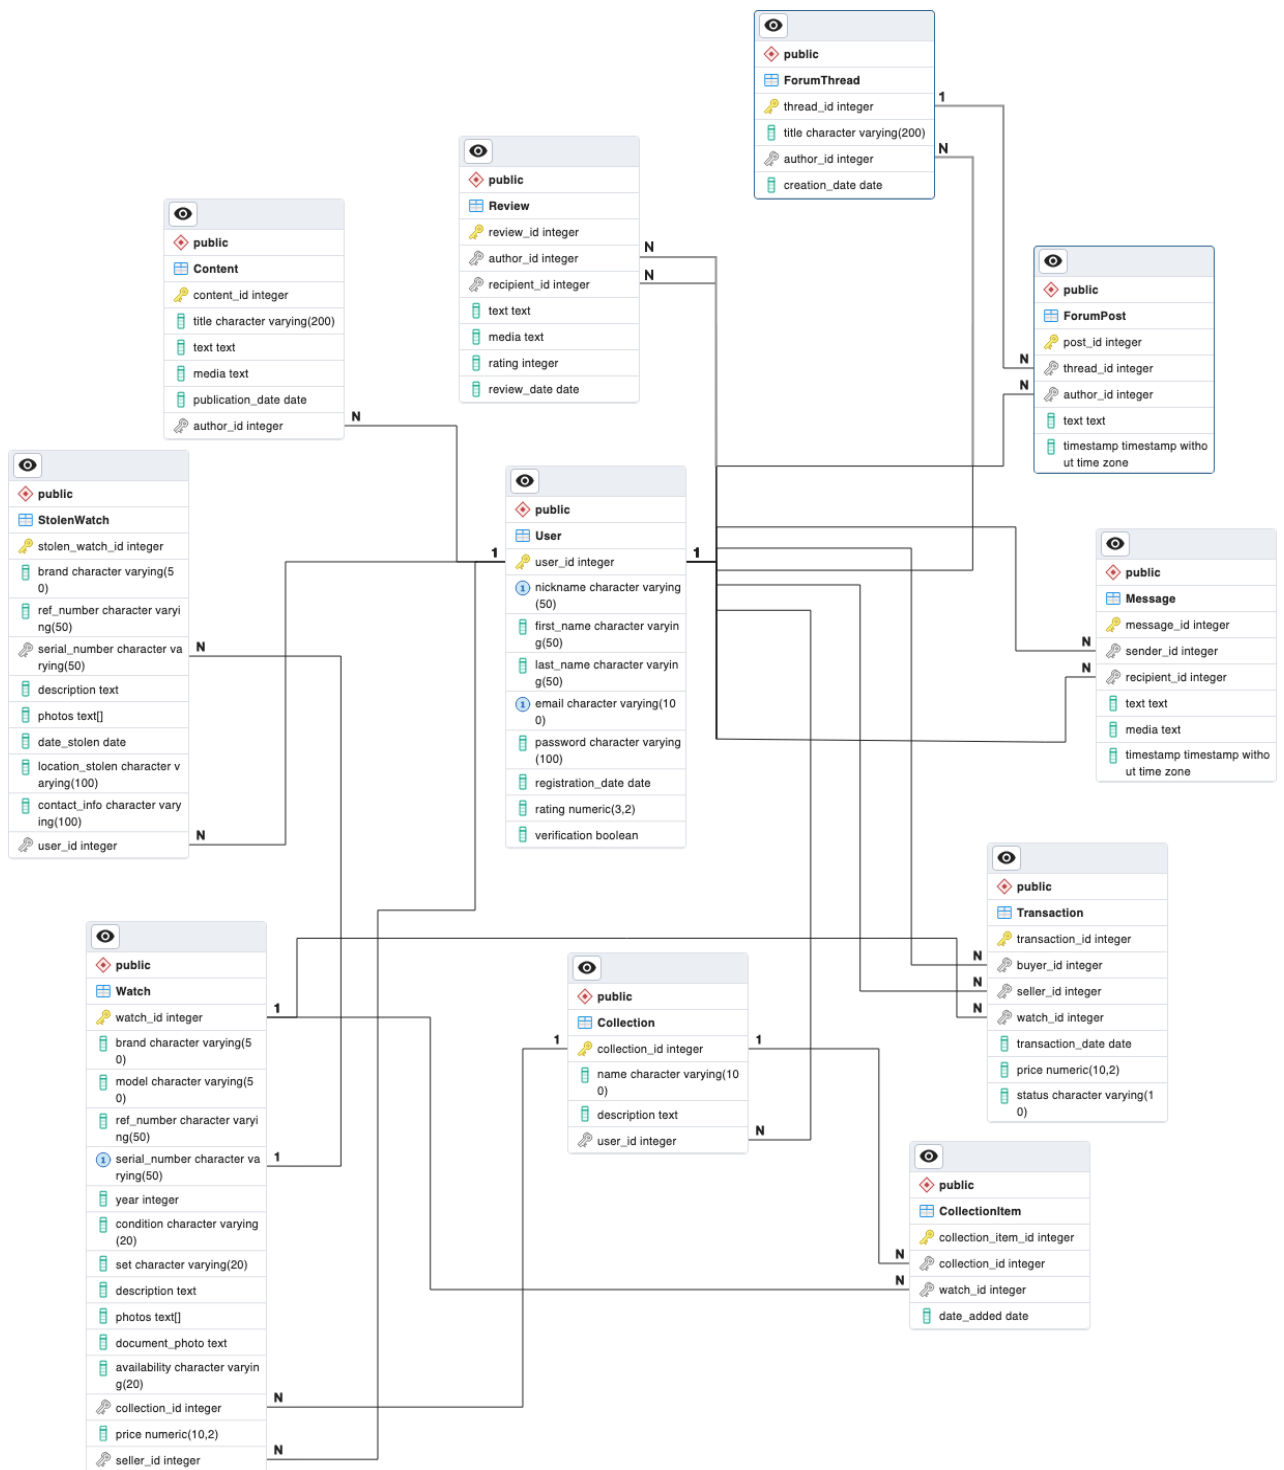 public
ForumThread
thread_id integer
title character varying(200)
author_id integer
creation_date date
1
N
public
Review
review_id integer
author_id integer
recipient_id integer
text text
media text
rating integer
review_date date
N
N
public
Content
content_id integer
title character varying(200)
text text
media text
publication_date date
author_id integer
N
public
ForumPost
post_id integer
thread_id integer
author_id integer
text text
timestamp timestamp witho
ut time zone
N
N
public
StolenWatch
stolen_watch_id integer
brand character varying(5
0)
ref_number character varyi
ng(50)
serial_number character va
rying(50)
description text
photos text[]
date_stolen date
location_stolen character v
arying(100)
contact_info character vary
ing(100)
user_id integer
N
N
public
User
user_id integer
nickname character varying
(50)
first_name character varyin
g(50)
last_name character varyin
g(50)
email character varying(10
0)
password character varying
(100)
registration_date date
rating numeric(3,2)
verification boolean
1
1
public
Message
message_id integer
sender_id integer
recipient_id integer
text text
media text
timestamp timestamp witho
ut time zone
N
N
public
Transaction
transaction_id integer
buyer_id integer
seller_id integer
watch_id integer
transaction_date date
price numeric(10,2)
status character varying(1
0)
N
N
N
public
Watch
watch_id integer
brand character varying(5
0)
model character varying(5
0)
ref_number character varyi
ng(50)
serial_number character va
rying(50)
year integer
condition character varying
(20)
set character varying(20)
description text
photos text[]
document_photo text
availability character varyin
g(20)
collection_id integer
price numeric(10,2)
seller_id integer
1
1
N
N
public
Collection
collection_id integer
name character varying(10
0)
description text
user_id integer
1
1
N
public
CollectionItem
collection_item_id integer
collection_id integer
watch_id integer
date_added date
N
N